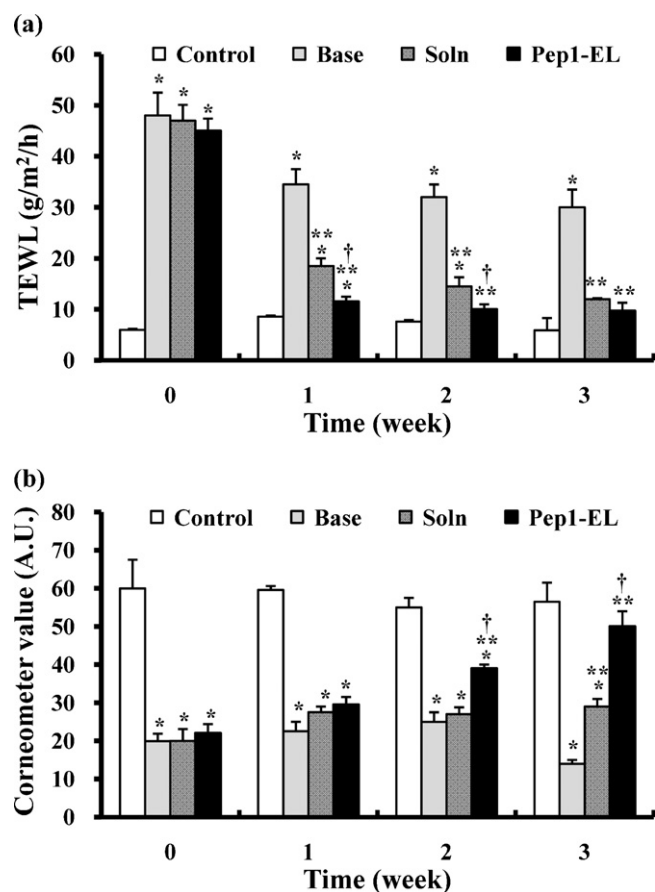 (a)
Control Base Soln Pep1-EL
TEWL (g/m²/h)
60
50
40
30
20
10
0
* * *
*
** *
† ** *
*
** *
† **
*
**
**
0 1 2 3
Time (week)
(b)
Control Base Soln Pep1-EL
Corneometer value (A.U.)
80
70
60
50
40
30
20
10
0
* * *
* * *
* *
† ** *
*
** *
† **
0 1 2 3
Time (week)